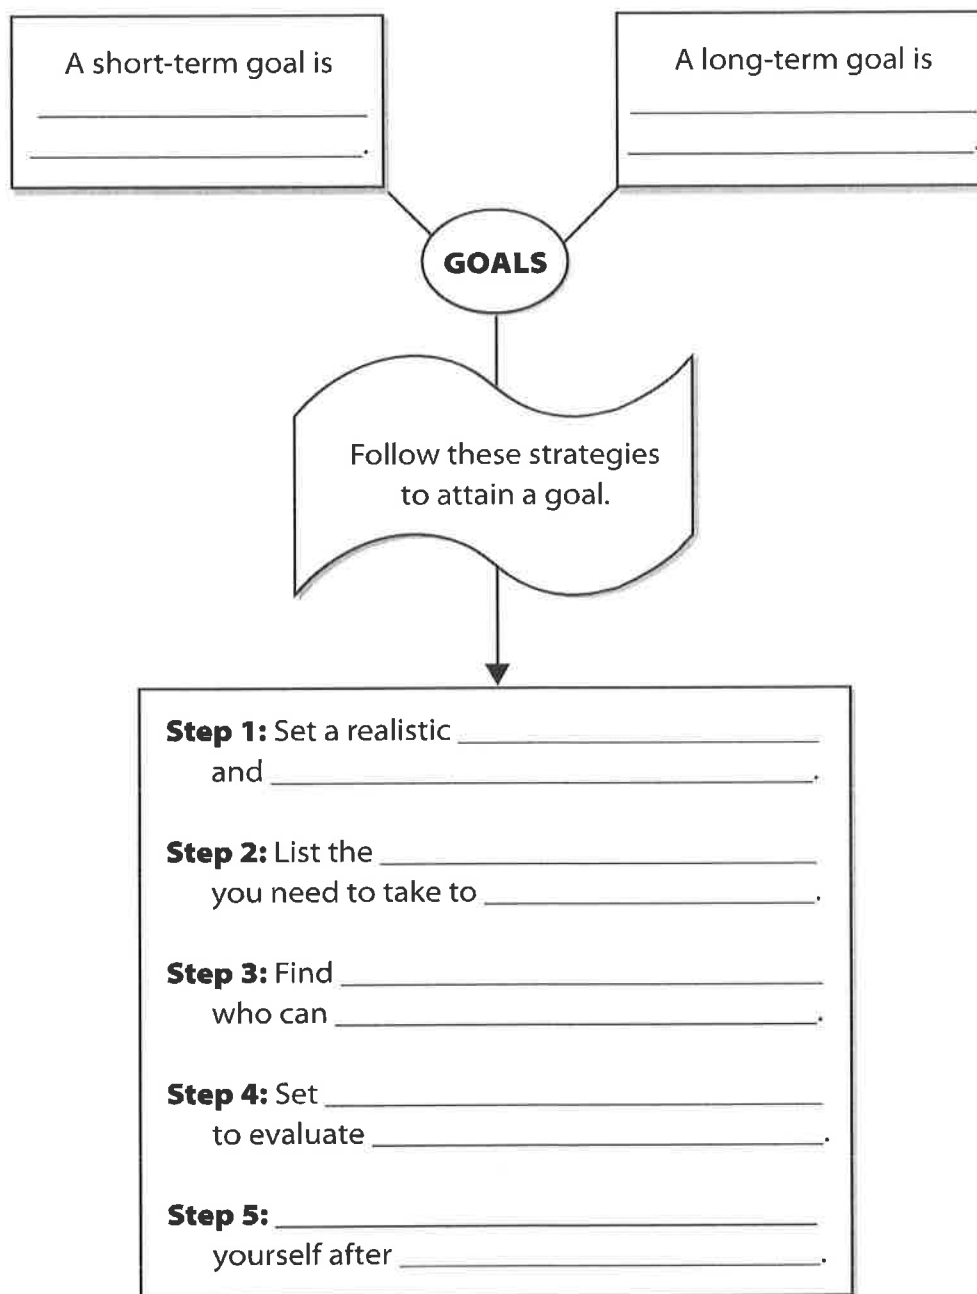 A short-term goal is
.
A long-term goal is
.
GOALS
Follow these strategies
to attain a goal.
Step 1: Set a realistic
and .
Step 2: List the
you need to take to .
Step 3: Find
who can .
Step 4: Set
to evaluate .
Step 5:
yourself after .